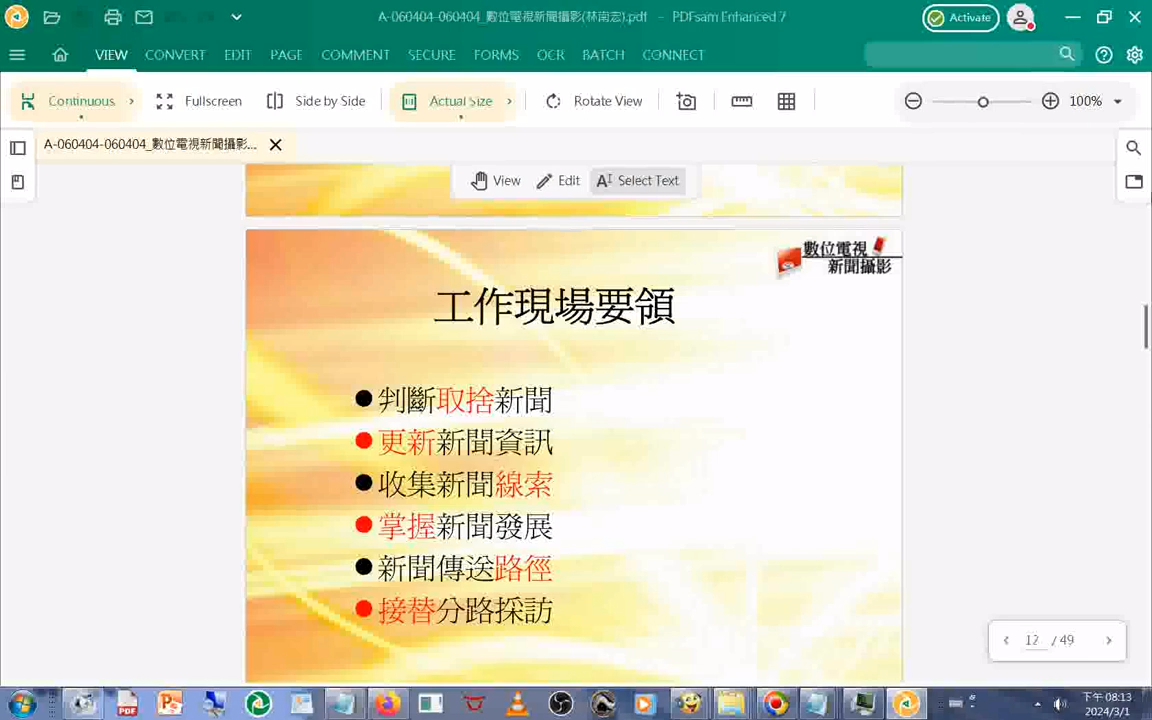 A-060404-060404_數位電視新聞攝影(林南志).pdf — PDFsam Enhanced 7
Activate
VIEW CONVERT EDIT PAGE COMMENT SECURE FORMS OCR BATCH CONNECT
Continuous Fullscreen Side by Side Actual Size Rotate View 100%
A-060404-060404_數位電視新聞攝影...
View Edit Select Text
數位電視
新聞攝影
工作現場要領
●判斷取捨新聞
●更新新聞資訊
●收集新聞線索
●掌握新聞發展
●新聞傳送路徑
●接替分路採訪
12 / 49
PDF
下午 08:13
2024/3/1